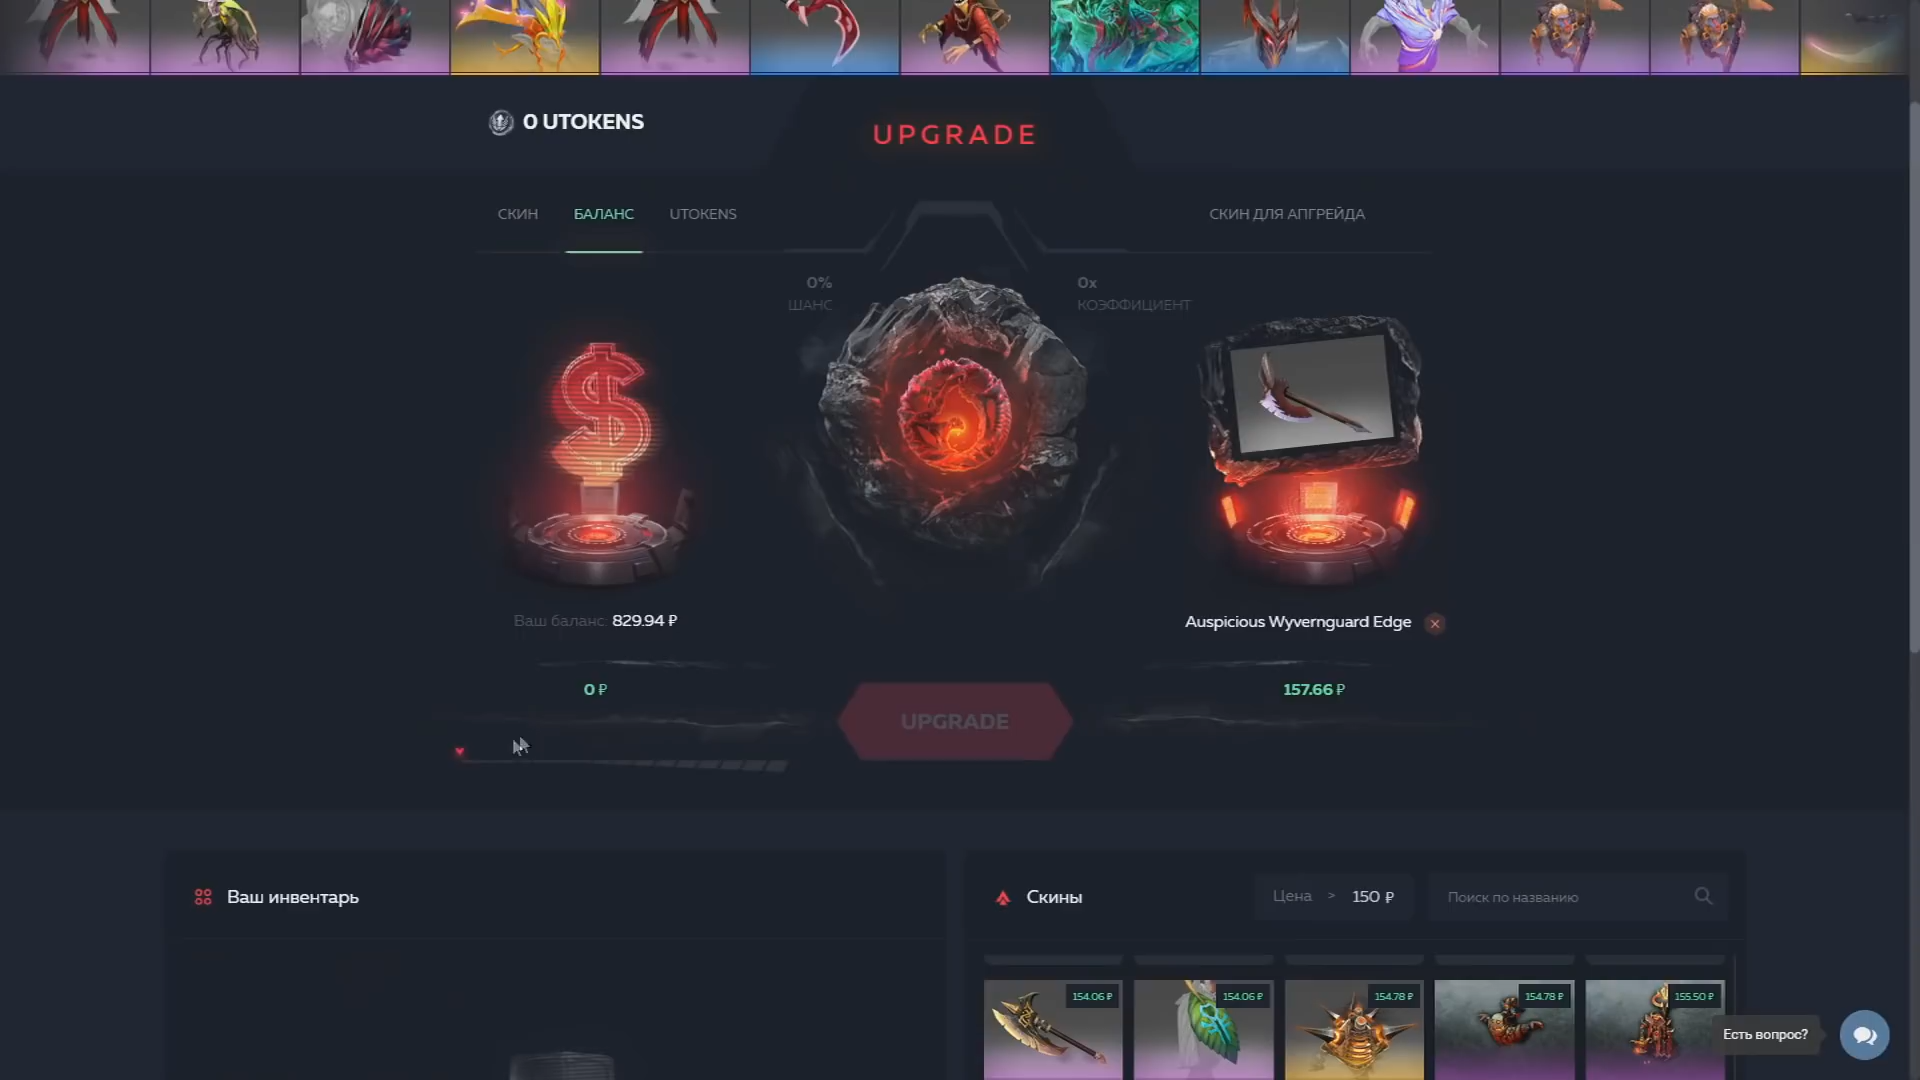 0 UTOKENS
UPGRADE
СКИН
БАЛАНС
UTOKENS
СКИН ДЛЯ АПГРЕЙДА
0%
ШАНС
0x
КОЭФФИЦИЕНТ
Ваш баланс: 829.94 ₽
Auspicious Wyvernguard Edge
0 ₽
157.66 ₽
UPGRADE
Ваш инвентарь
Скины
Цена > 150 ₽
Поиск по названию
154.06 ₽
154.06 ₽
154.78 ₽
154.78 ₽
155.50 ₽
Есть вопрос?